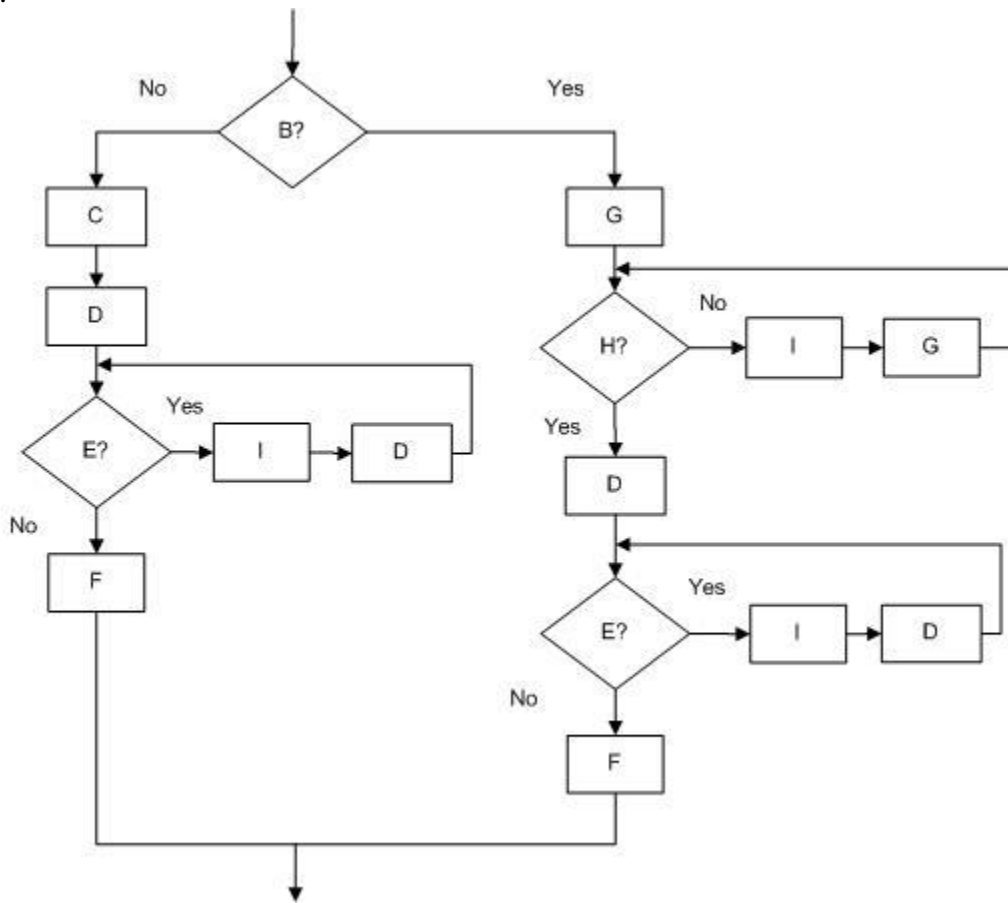 .
No
Yes
B?
C
G
D
No
H?
I
G
Yes
Yes
E?
I
D
D
No
F
Yes
E?
I
D
No
F